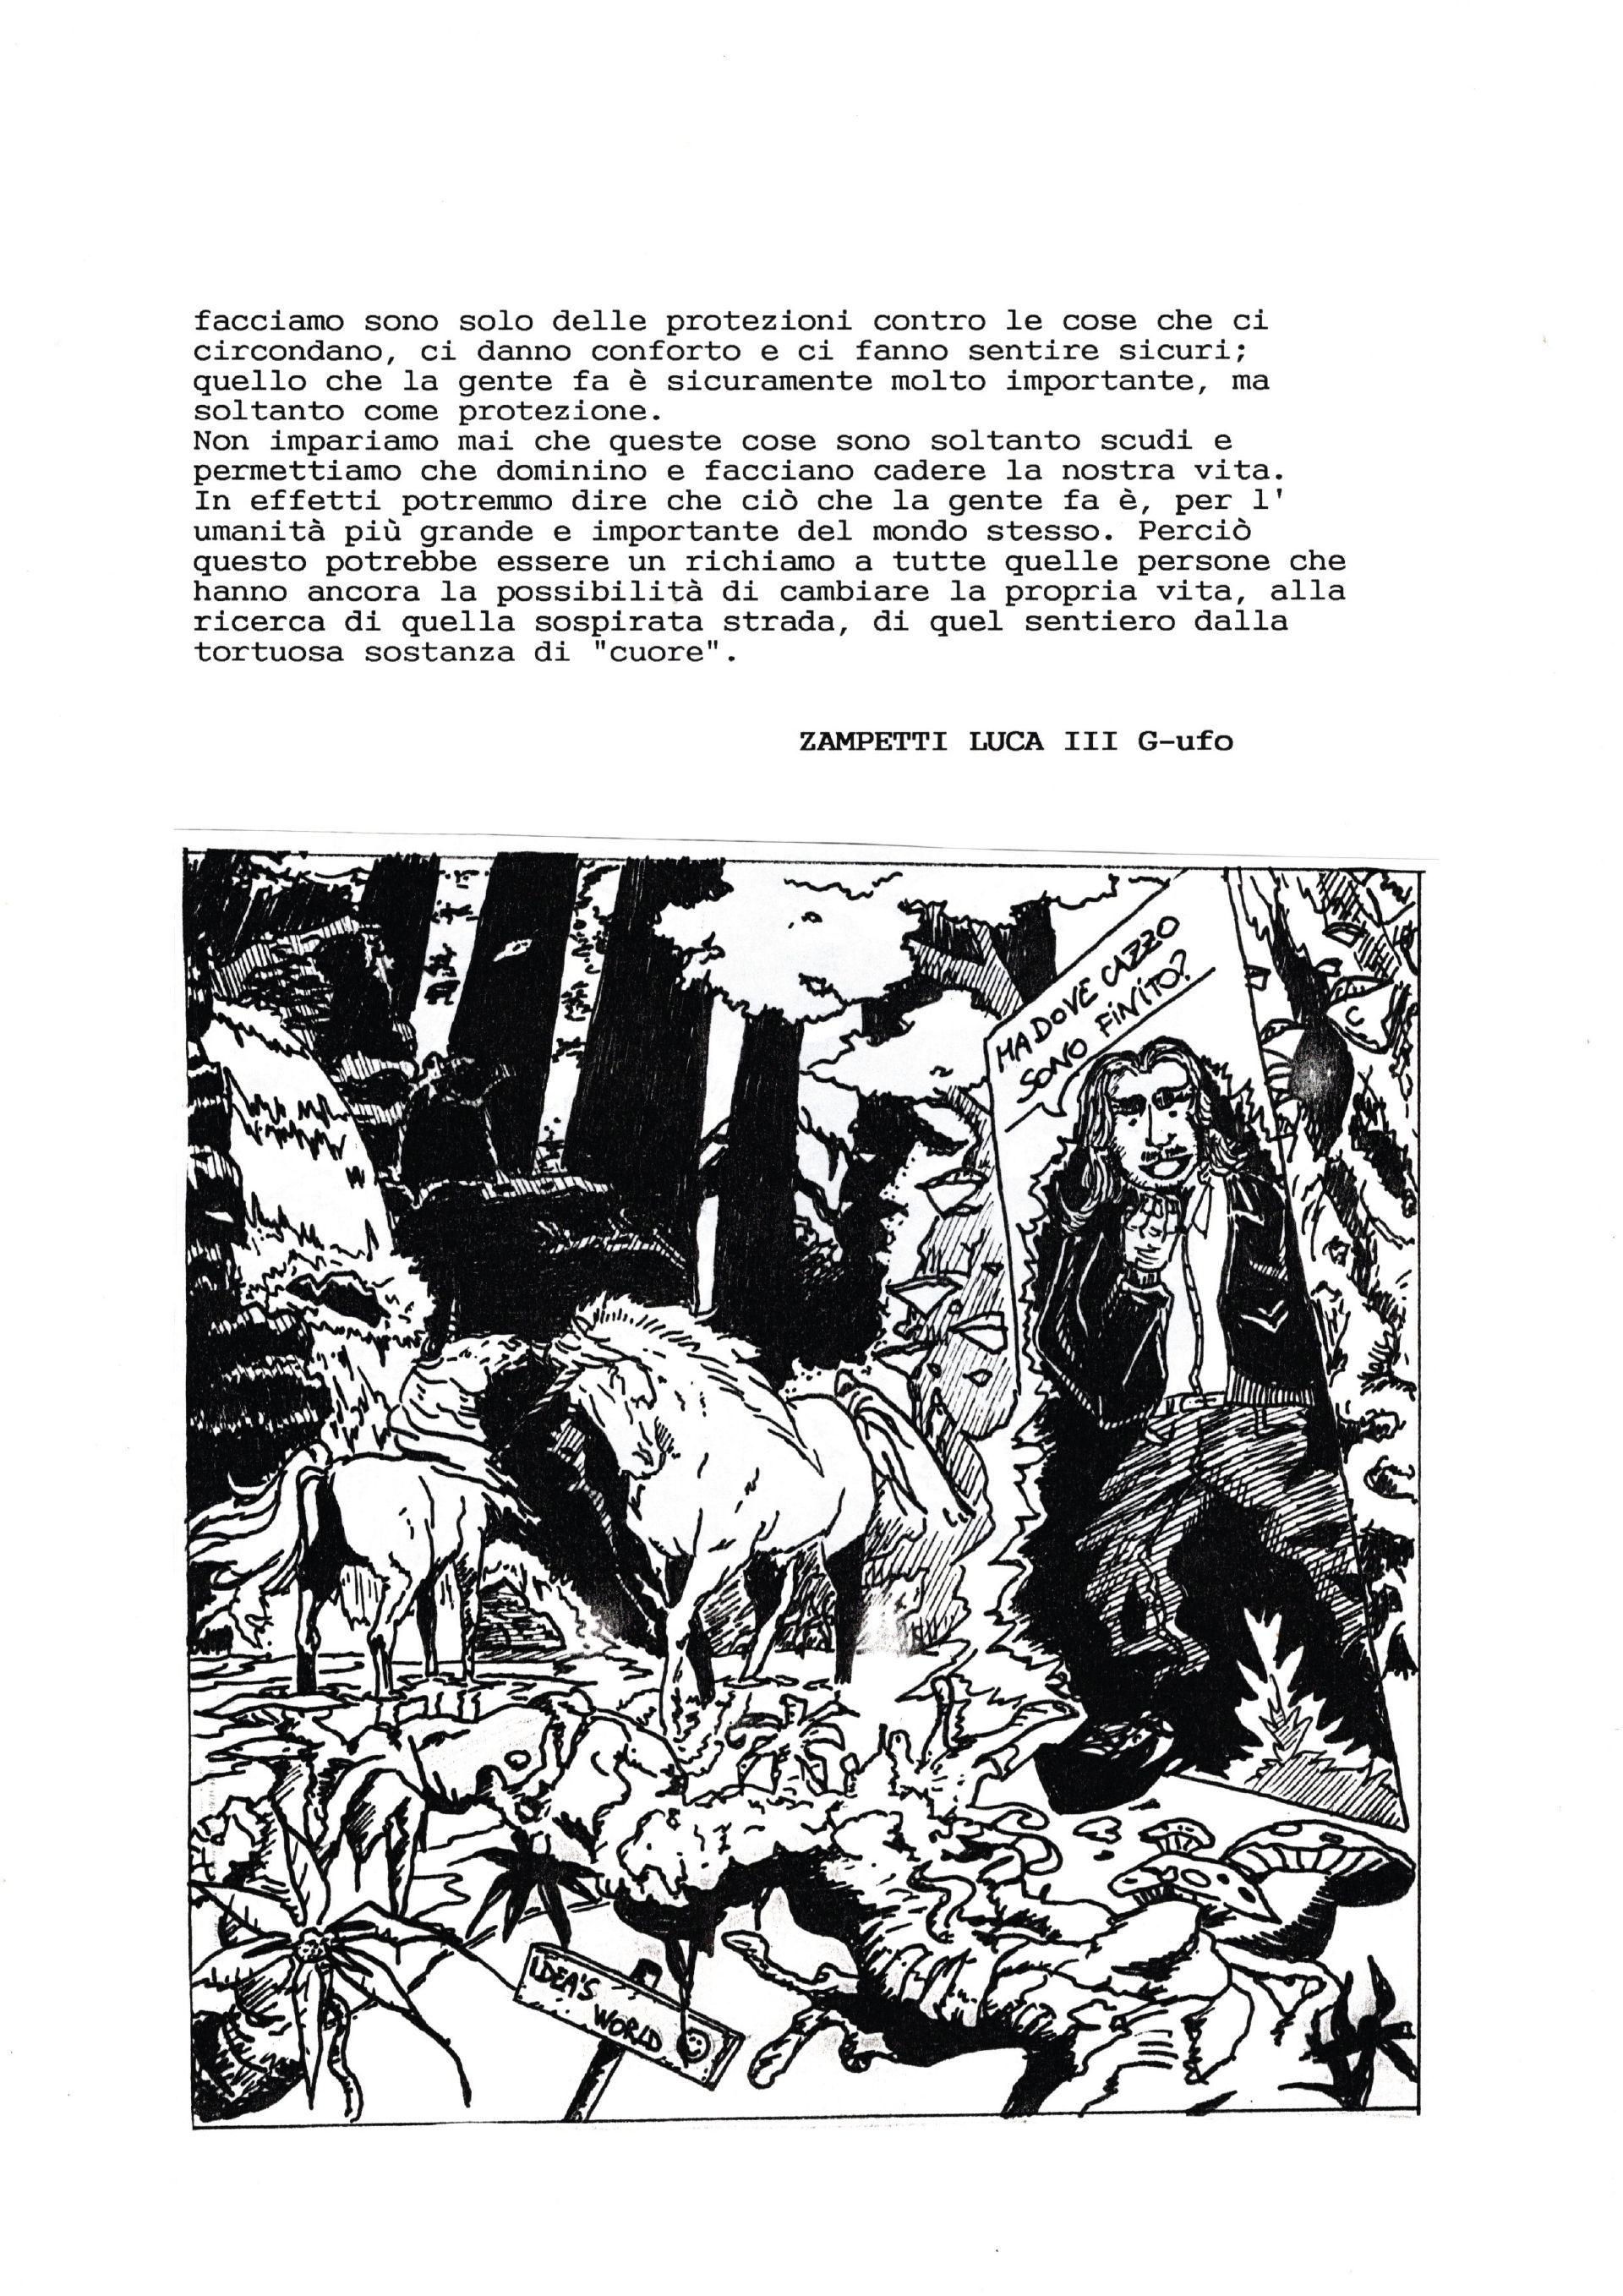 facciamo sono solo delle protezioni contro le cose che ci
circondano, ci danno conforto e ci fanno sentire sicuri;
quello che la gente fa è sicuramente molto importante, ma
soltanto come protezione.
Non impariamo mai che queste cose sono soltanto scudi e
permettiamo che dominino e facciano cadere la nostra vita.
In effetti potremmo dire che ciò che la gente fa è, per l'
umanità più grande e importante del mondo stesso. Perciò
questo potrebbe essere un richiamo a tutte quelle persone che
hanno ancora la possibilità di cambiare la propria vita, alla
ricerca di quella sospirata strada, di quel sentiero dalla
tortuosa sostanza di "cuore".
ZAMPETTI LUCA III G-ufo
MA DOVE CAZZO
SONO FINITO?
IDEA'S
WORLD